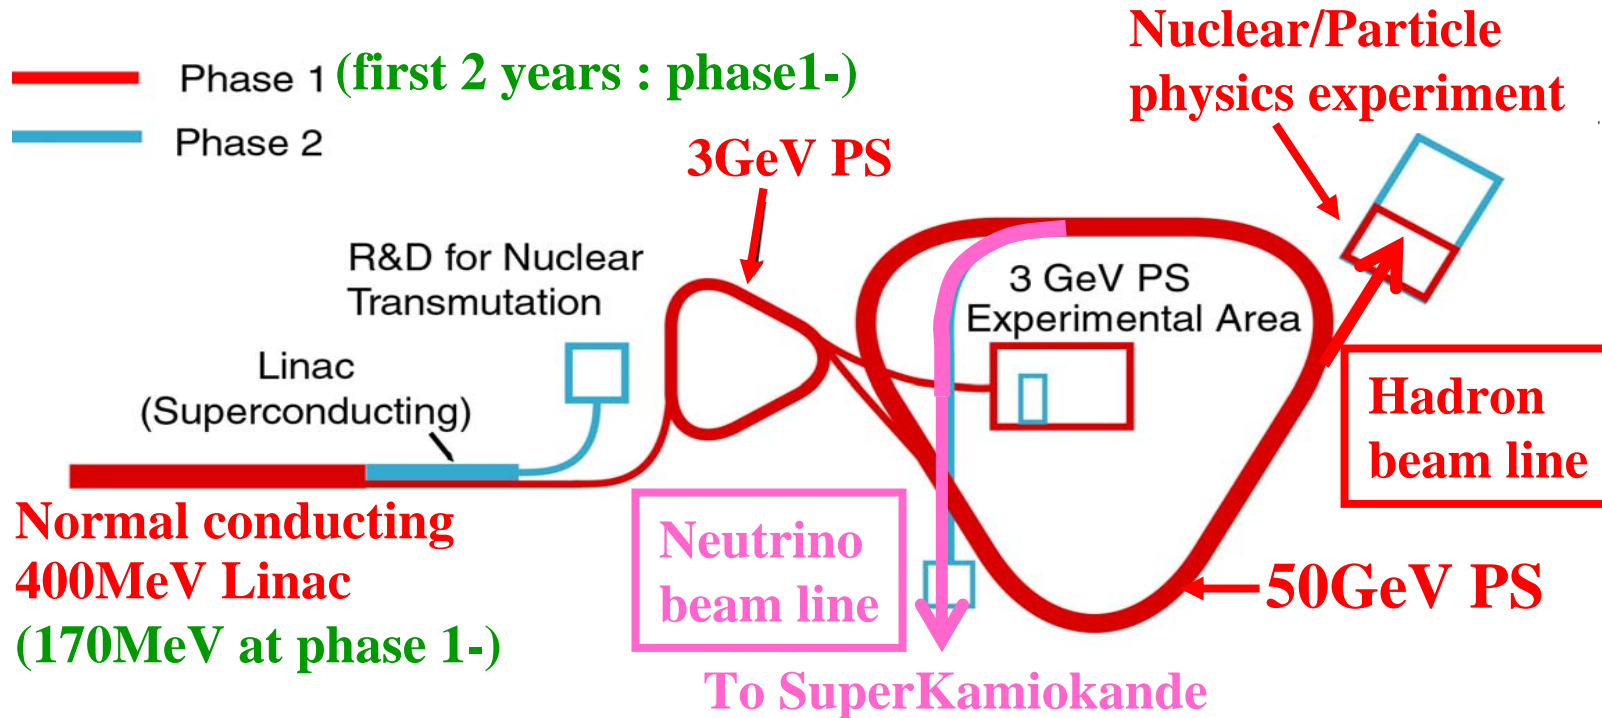 Nuclear/Particle
physics experiment
Phase 1 (first 2 years : phase1-)
Phase 2
3GeV PS
R&D for Nuclear
Transmutation
3 GeV PS
Experimental Area
Linac
(Superconducting)
Hadron
beam line
Normal conducting
400MeV Linac
(170MeV at phase 1-)
Neutrino
beam line
50GeV PS
To SuperKamiokande